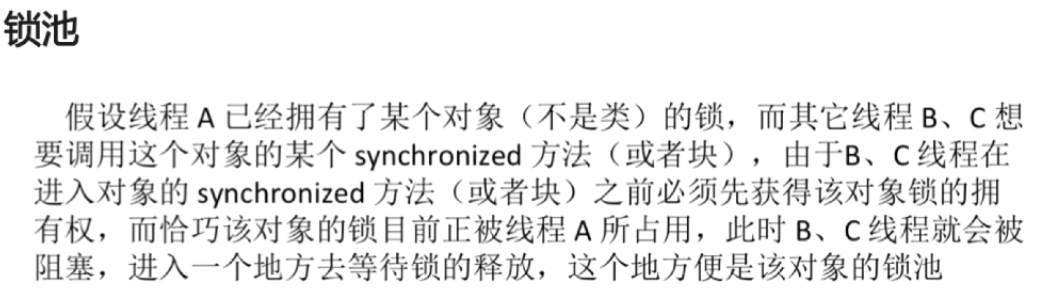 锁池
假设线程 A 已经拥有了某个对象（不是类）的锁，而其它线程 B、C 想
要调用这个对象的某个 synchronized 方法（或者块），由于B、C 线程在
进入对象的 synchronized 方法（或者块）之前必须先获得该对象锁的拥
有权，而恰巧该对象的锁目前正被线程 A 所占用，此时 B、C 线程就会被
阻塞，进入一个地方去等待锁的释放，这个地方便是该对象的锁池